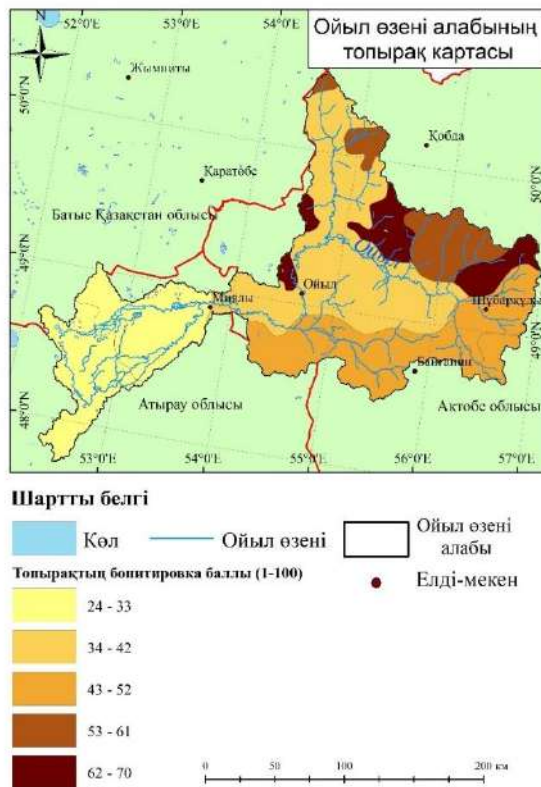 52°0'E 53°0'E 54°0'E
Ойыл өзені алабының
топырақ картасы
N
Жымпиты
50°0'N
Қобда
Қаратөбе
50°0'N
Батыс Қазақстан облысы
Ойыл
49°0'N
Ойыл
Миялы
Шұбарқұдық
49°0'N
Байғанин
Атырау облысы
Ақтөбе облысы
48°0'N
53°0'E 54°0'E 55°0'E 56°0'E 57°0'E
Шартты белгі
Көл
Ойыл өзені
Ойыл өзені
алабы
Топырақтың бонитировка баллы (1-100)
Елді-мекен
24 - 33
34 - 42
43 - 52
53 - 61
62 - 70
0 50 100 200 км